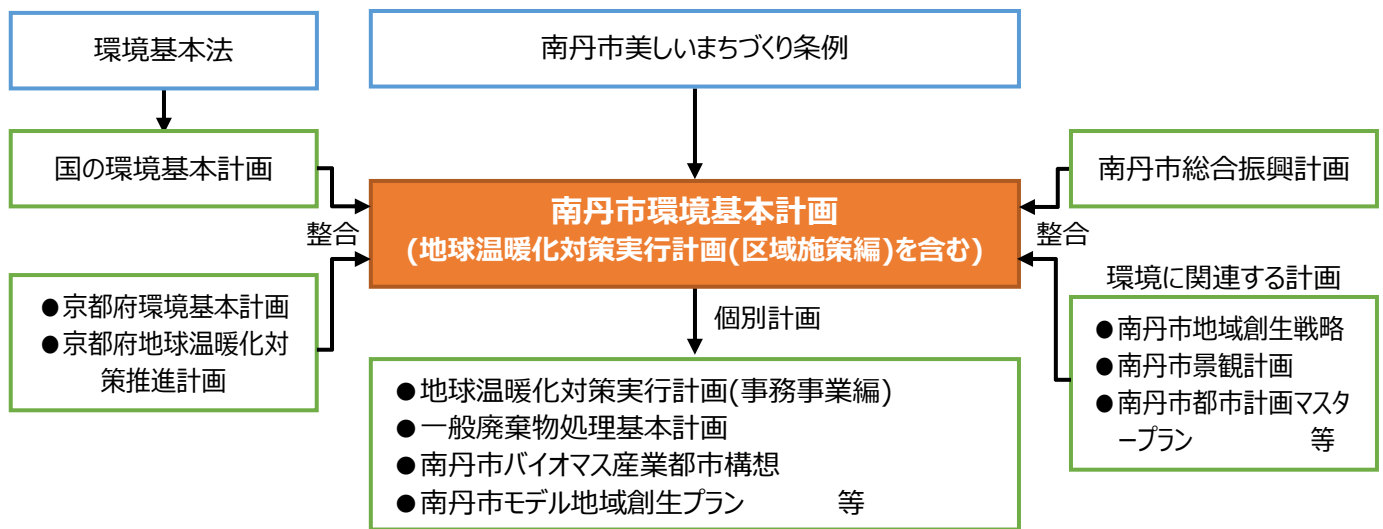 環境基本法
南丹市美しいまちづくり条例
国の環境基本計画
南丹市総合振興計画
南丹市環境基本計画
(地球温暖化対策実行計画(区域施策編)を含む)
整合
整合
●京都府環境基本計画
●京都府地球温暖化対
策推進計画
個別計画
環境に関連する計画
●南丹市地域創生戦略
●南丹市景観計画
●南丹市都市計画マスタ
ープラン 等
●地球温暖化対策実行計画(事務事業編)
●一般廃棄物処理基本計画
●南丹市バイオマス産業都市構想
●南丹市モデル地域創生プラン 等